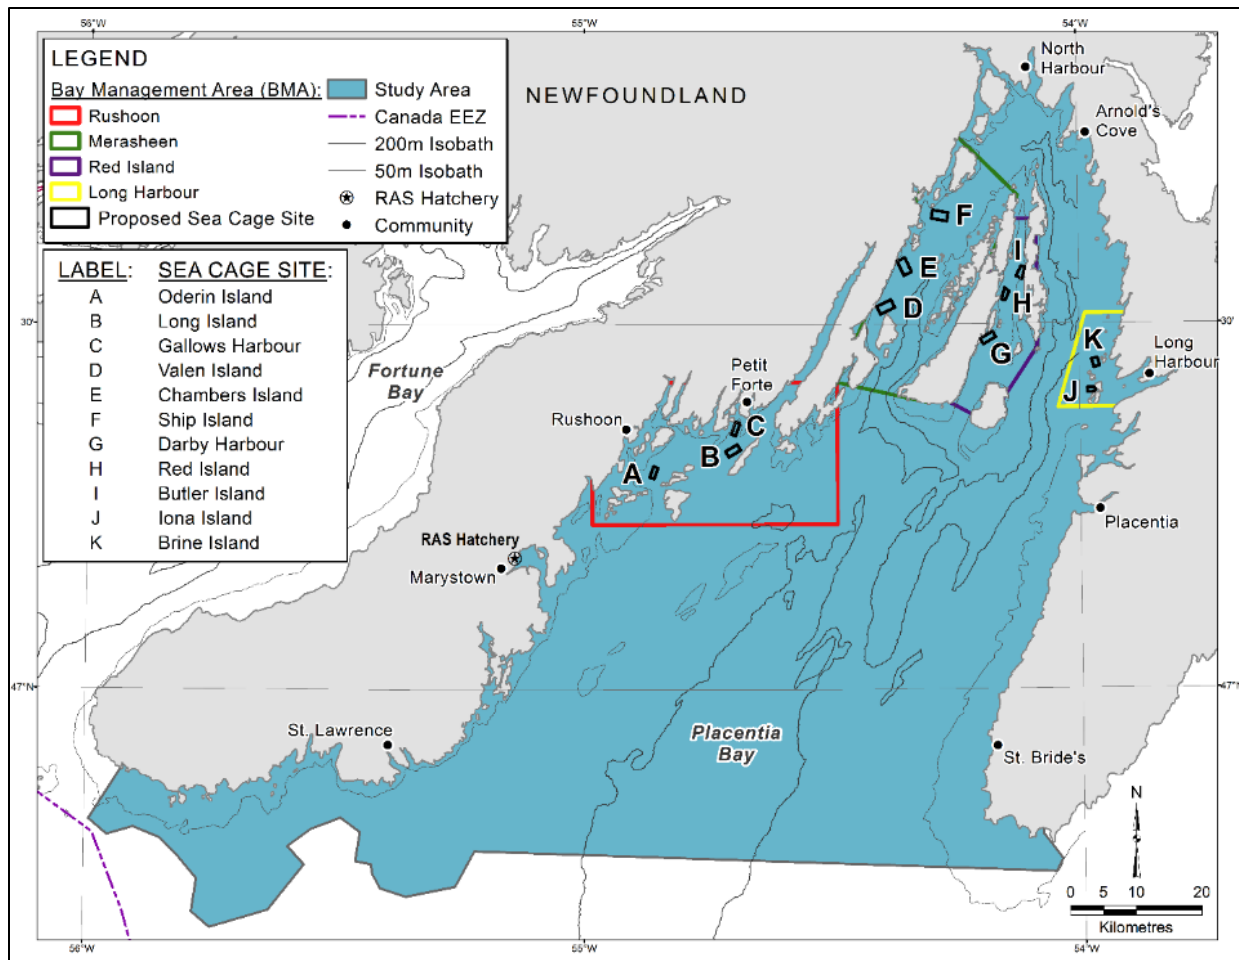 56°W
55°W
54°W
LEGEND
Bay Management Area (BMA):
Rushoon
Merasheen
Red Island
Long Harbour
Proposed Sea Cage Site
Study Area
Canada EEZ
200m Isobath
50m Isobath
RAS Hatchery
Community
LABEL: SEA CAGE SITE:
A Oderin Island
B Long Island
C Gallows Harbour
D Valen Island
E Chambers Island
F Ship Island
G Darby Harbour
H Red Island
I Butler Island
J Iona Island
K Brine Island
NEWFOUNDLAND
North
Harbour
Arnold's
Cove
F
I
E
H
D
30'
30'
G
K
Long
Harbour
J
Fortune
Bay
Petit
Forte
Rushoon
C
B
A
Placentia
RAS Hatchery
Marystown
47°N
47°N
St. Lawrence
Placentia
Bay
St. Bride's
N
0 5 10 20
Kilometres
56°W
55°W
54°W